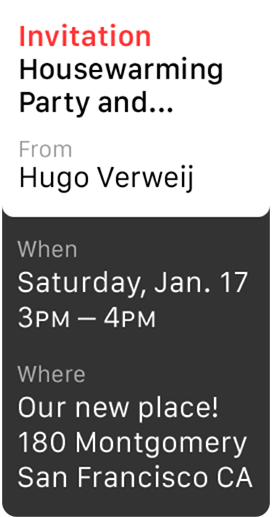 Invitation
Housewarming
Party and...
From
Hugo Verweij
When
Saturday, Jan. 17
3PM – 4PM
Where
Our new place!
180 Montgomery
San Francisco CA